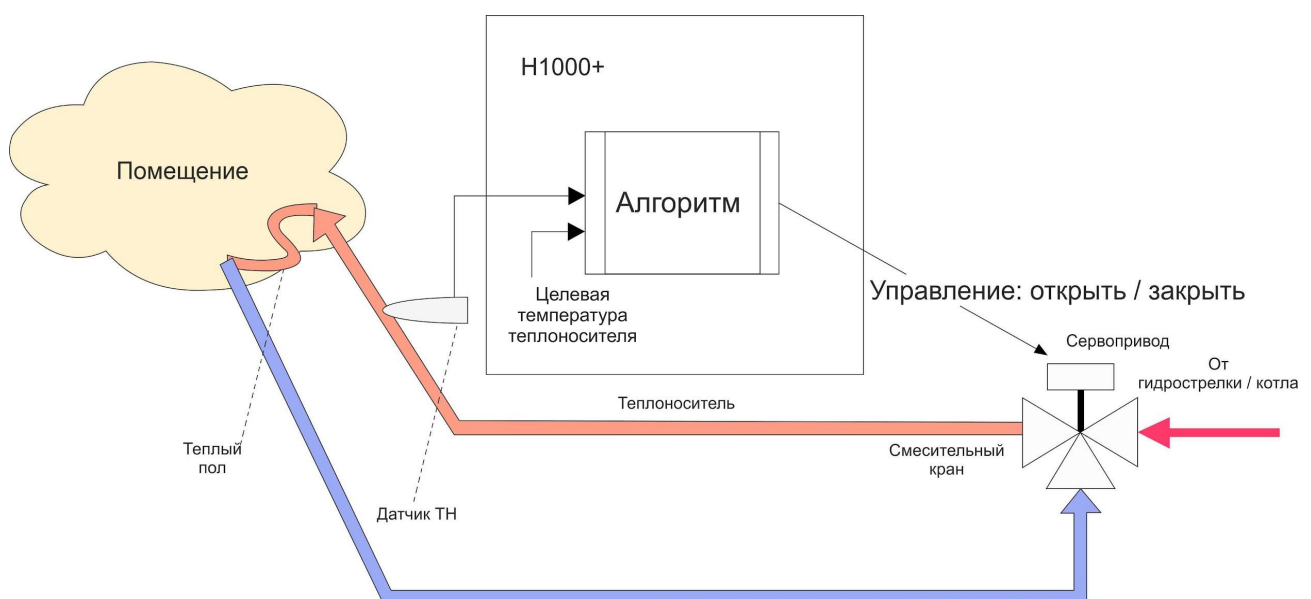 H1000+
Помещение
Алгоритм
Целевая
температура
теплоносителя
Управление: открыть / закрыть
Сервопривод
От
гидрострелки / котла
Теплоноситель
Смесительный
кран
Теплый
пол
Датчик ТН